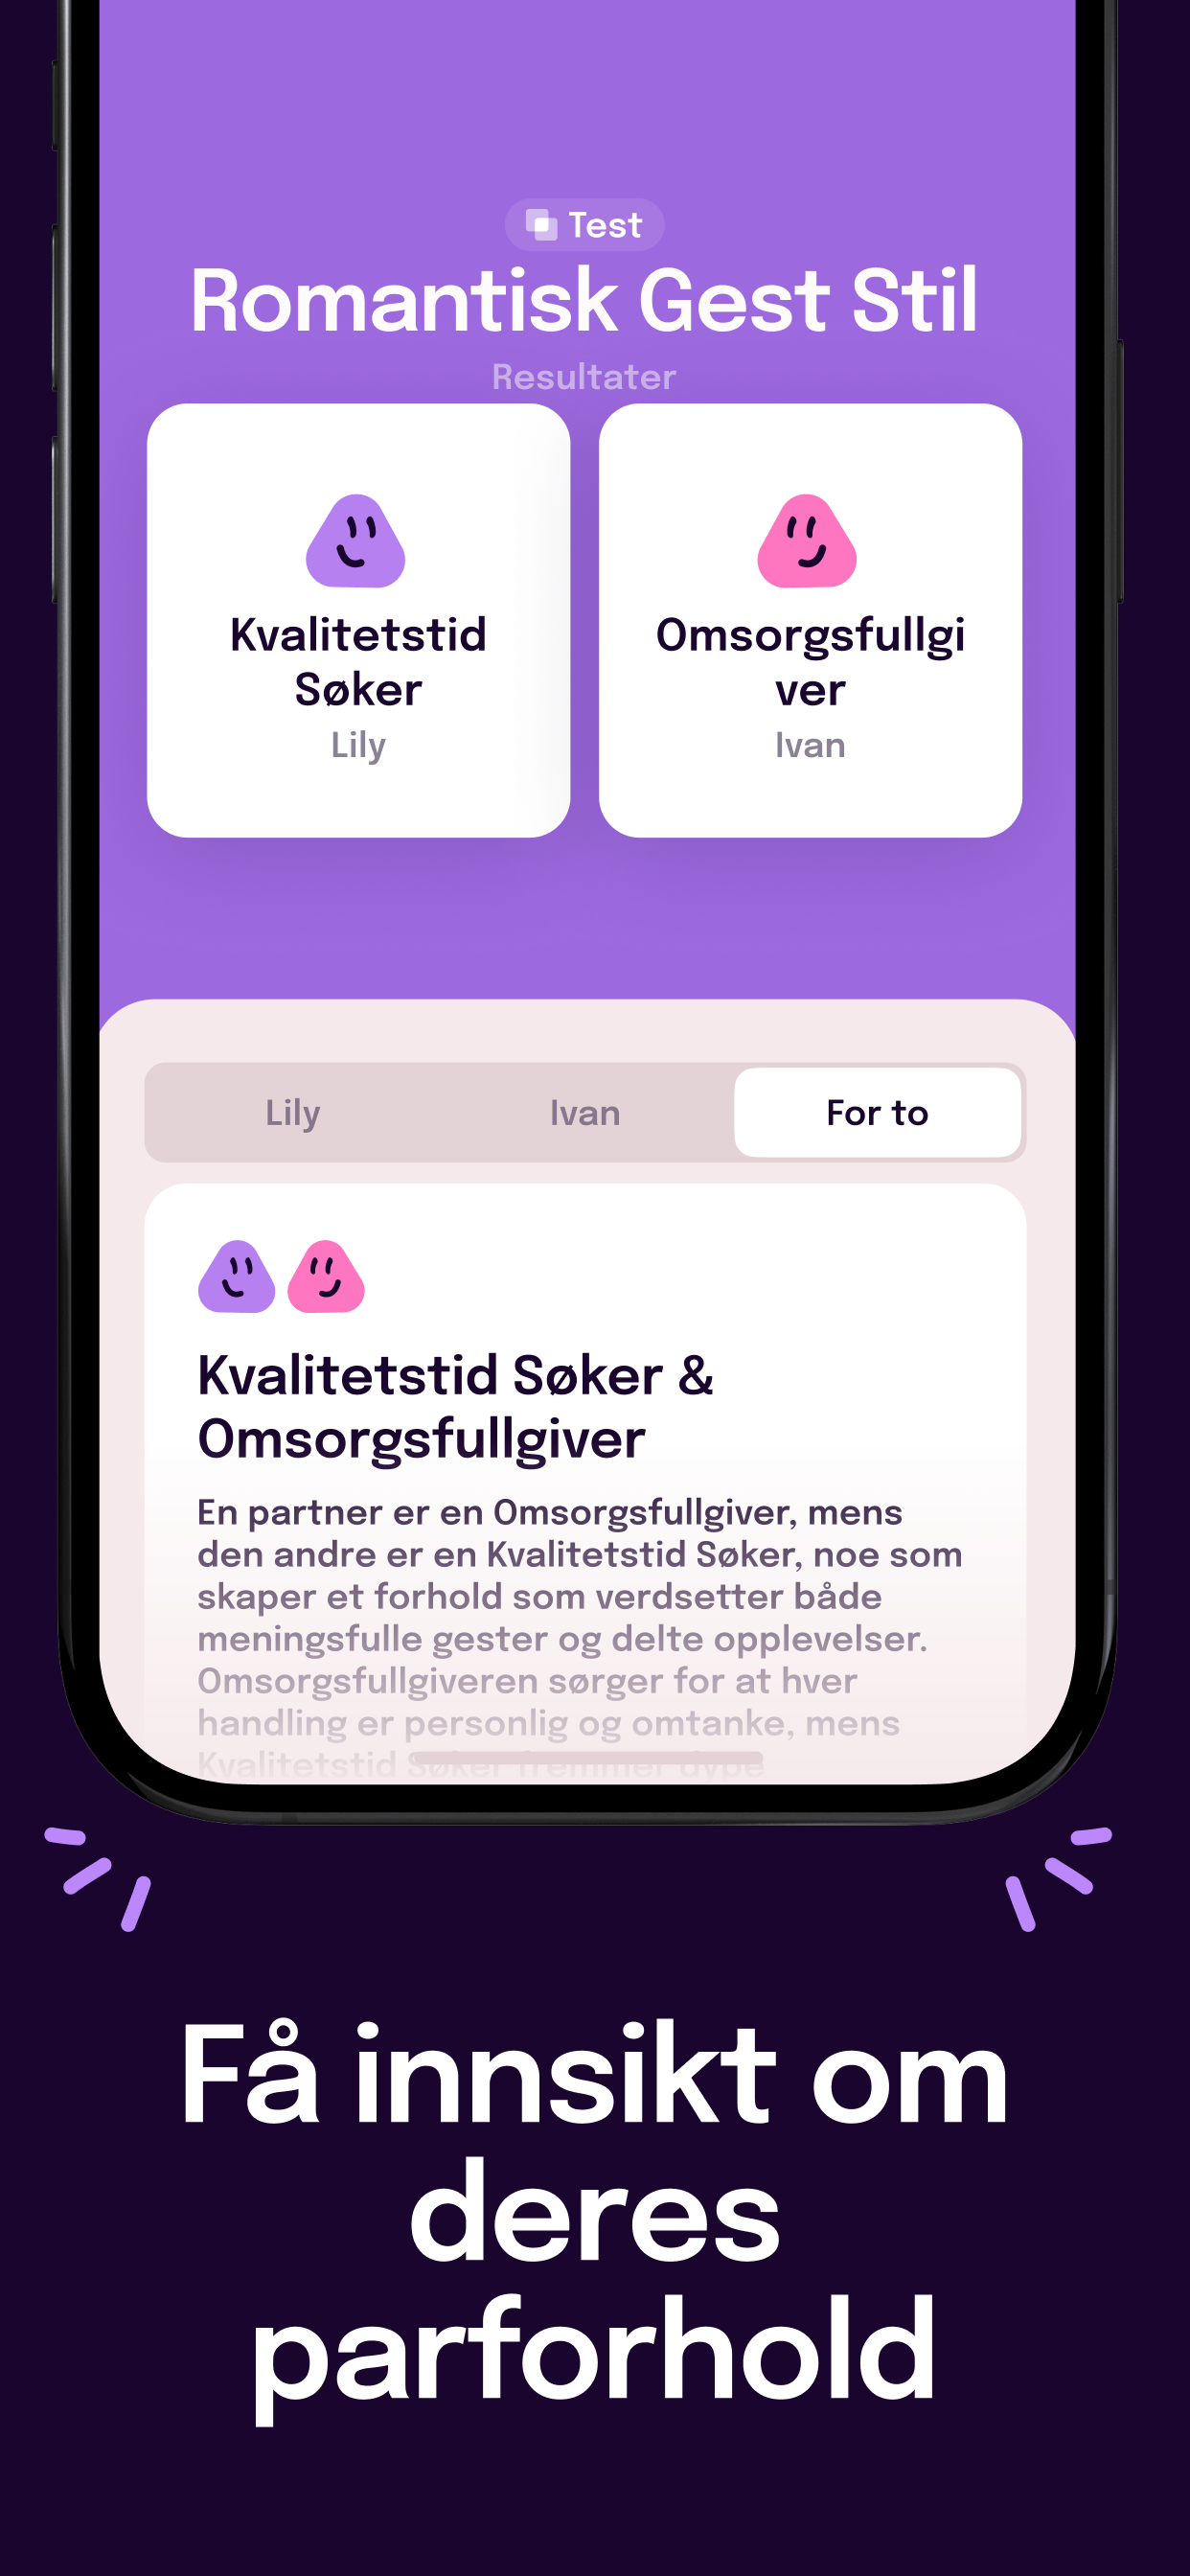 Test
Romantisk Gest Stil
Resultater
Kvalitetstid
Søker
Lily
Omsorgsfullgi
ver
Ivan
Lily
Ivan
For to
Kvalitetstid Søker &
Omsorgsfullgiver
En partner er en Omsorgsfullgiver, mens
den andre er en Kvalitetstid Søker, noe som
skaper et forhold som verdsetter både
meningsfulle gester og delte opplevelser.
Omsorgsfullgiveren sørger for at hver
handling er personlig og omtanke, mens
Kvalitetstid Søker fremmer dype
Få innsikt om
deres
parforhold